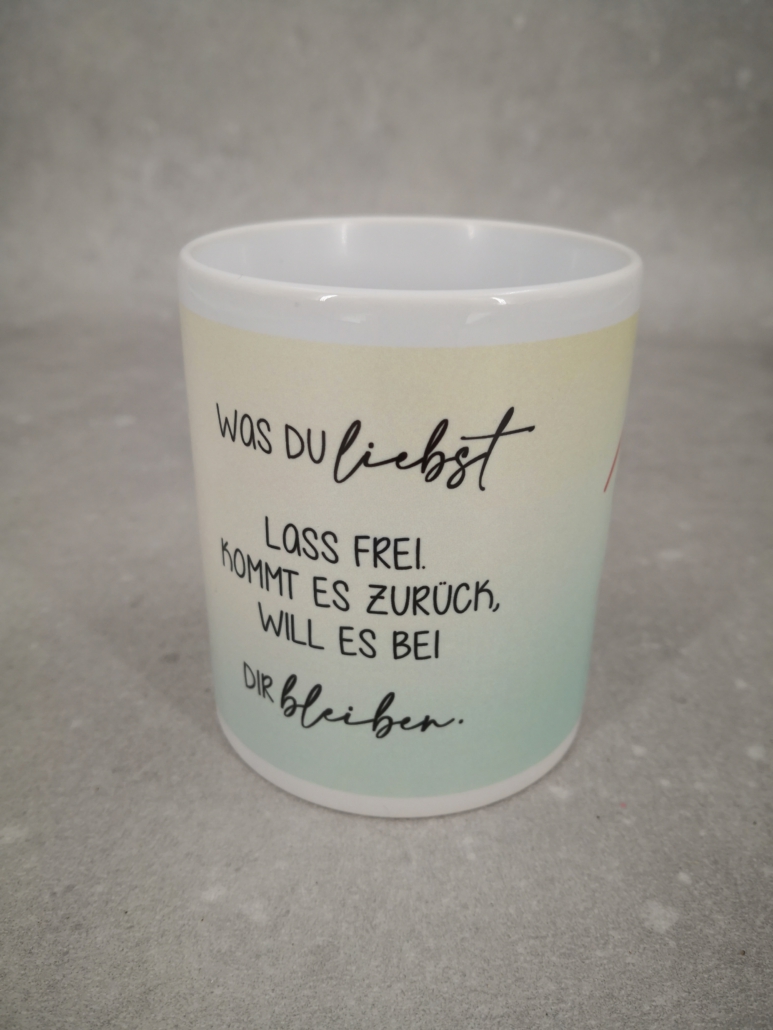 Was du liebst
Lass frei.
Kommt es zurück,
will es bei
dir bleiben.